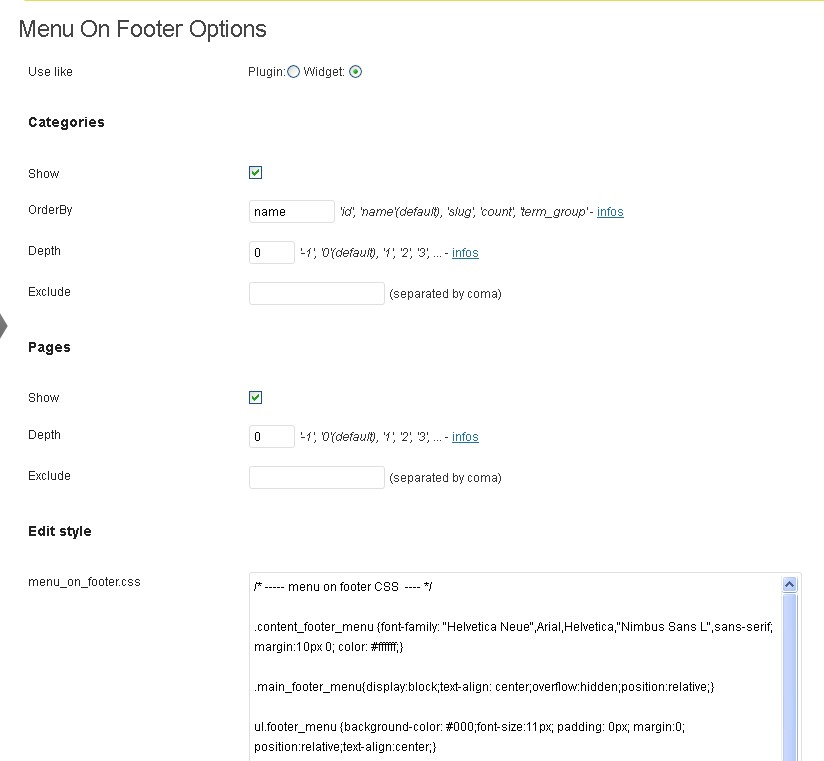 Menu On Footer Options
Use like Plugin: Widget:
Categories
Show
OrderBy name 'id', 'name'(default), 'slug', 'count', 'term_group' - infos
Depth 0 '-1', '0'(default), '1', '2', '3', ... - infos
Exclude (separated by coma)
Pages
Show
Depth 0 '-1', '0'(default), '1', '2', '3', ... - infos
Exclude (separated by coma)
Edit style
menu_on_footer.css /* ----- menu on footer CSS ---- */
.content_footer_menu {font-family: "Helvetica Neue",Arial,Helvetica,"Nimbus Sans L",sans-serif;
margin:10px 0; color: #ffffff;}
.main_footer_menu{display:block;text-align: center;overflow:hidden;position:relative;}
ul.footer_menu {background-color: #000;font-size:11px; padding: 0px; margin:0;
position:relative;text-align:center;}